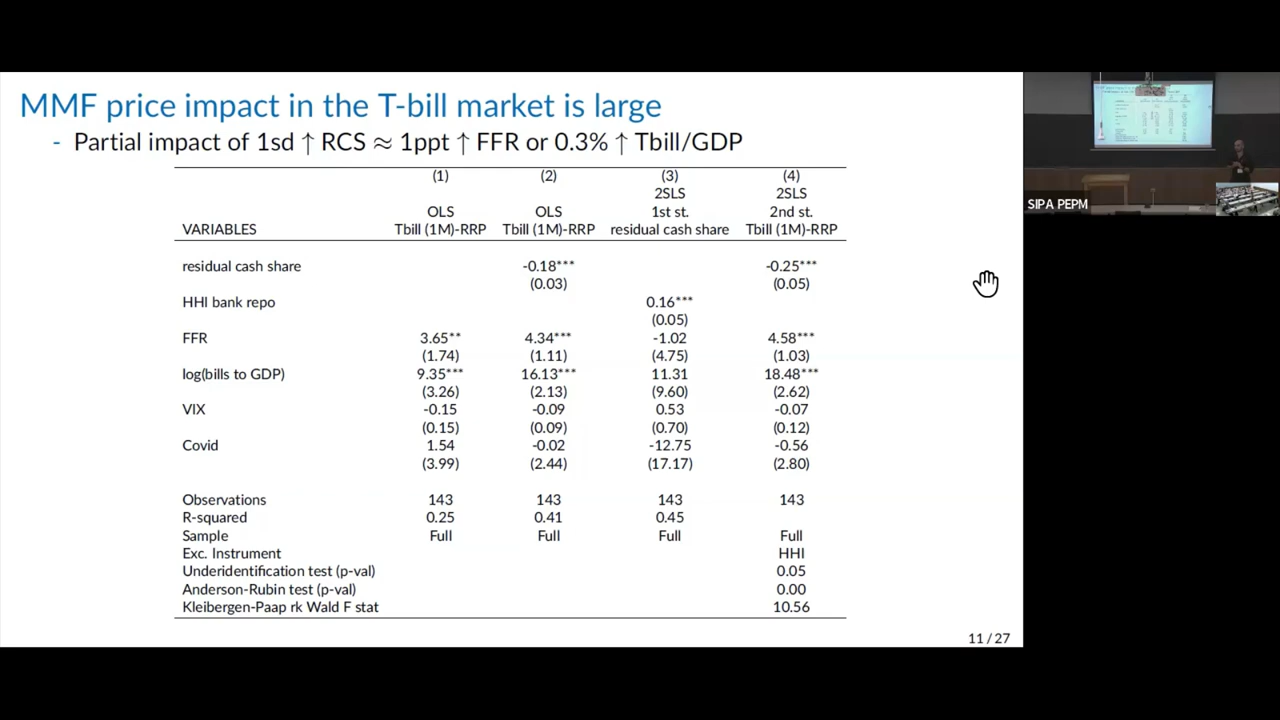 MMF price impact in the T-bill market is large
- Partial impact of 1sd ↑ RCS ≈ 1ppt ↑ FFR or 0.3% ↑ Tbill/GDP
(1) (2) (3) (4)
2SLS 2SLS
OLS OLS 1st st. 2nd st.
VARIABLES Tbill (1M)-RRP Tbill (1M)-RRP residual cash share Tbill (1M)-RRP
residual cash share -0.18*** -0.25***
(0.03) (0.05)
HHI bank repo 0.16***
(0.05)
FFR 3.65** 4.34*** -1.02 4.58***
(1.74) (1.11) (4.75) (1.03)
log(bills to GDP) 9.35*** 16.13*** 11.31 18.48***
(3.26) (2.13) (9.60) (2.62)
VIX -0.15 -0.09 0.53 -0.07
(0.15) (0.09) (0.70) (0.12)
Covid 1.54 -0.02 -12.75 -0.56
(3.99) (2.44) (17.17) (2.80)
Observations 143 143 143 143
R-squared 0.25 0.41 0.45
Sample Full Full Full Full
Exc. Instrument HHI
Underidentification test (p-val) 0.05
Anderson-Rubin test (p-val) 0.00
Kleibergen-Paap rk Wald F stat 10.56
11 / 27
SIPA PEPM